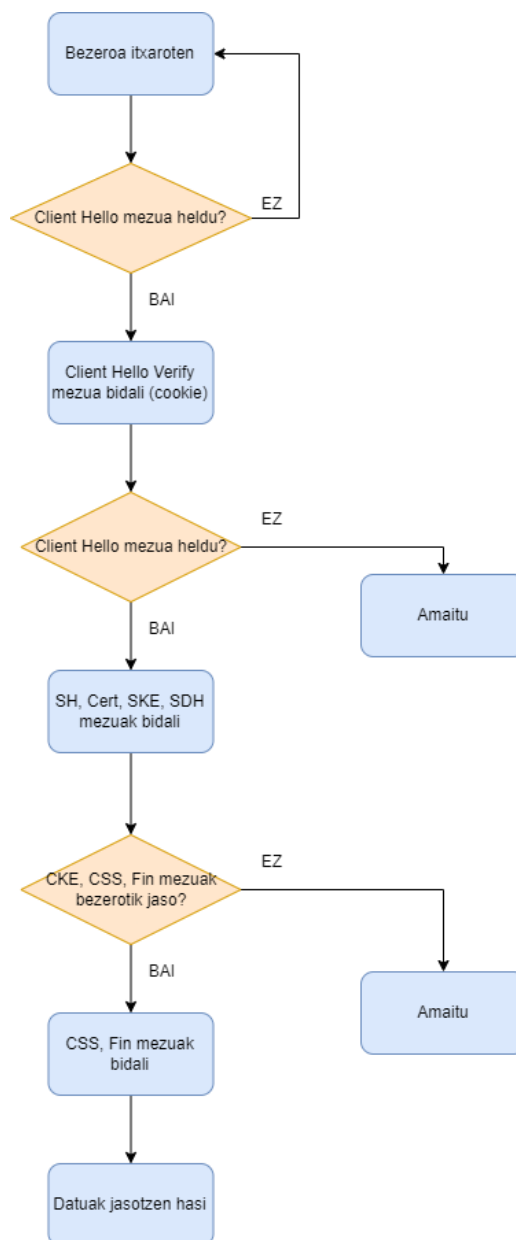 Bezeroa itxaroten
Client Hello mezua heldu?
EZ
BAI
Client Hello Verify
mezua bidali (cookie)
Client Hello mezua heldu?
EZ
BAI
Amaitu
SH, Cert, SKE, SDH
mezuak bidali
CKE, CSS, Fin mezuak
bezerotik jaso?
EZ
BAI
Amaitu
CSS, Fin mezuak
bidali
Datuak jasotzen hasi